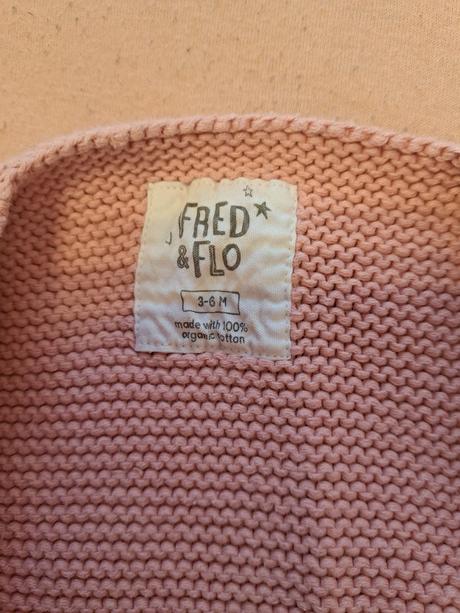 FRED
&FLO
3-6 M
made with 100%
organic cotton